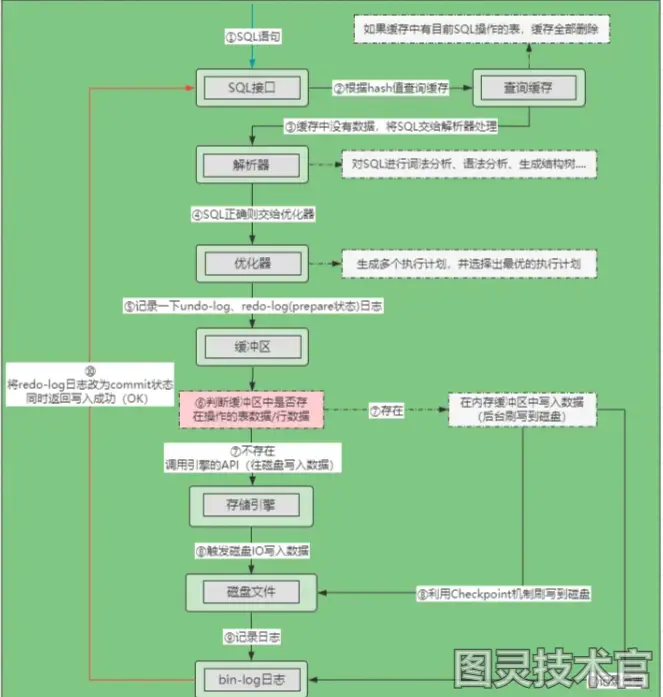 ①SQL语句
如果缓存中有目前SQL操作的表，缓存全部删除
SQL接口
②根据hash值查询缓存
查询缓存
③缓存中没有数据，将SQL交给解析器处理
解析器
对SQL进行词法分析、语法分析、生成结构树....
④SQL正确则交给优化器
优化器
生成多个执行计划，并选择出最优的执行计划
⑤记录一下undo-log、redo-log(prepare状态)日志
缓冲区
⑩
将redo-log日志改为commit状态
同时返回写入成功（OK）
⑥判断缓冲区中是否存
在操作的表数据/行数据
⑦存在
在内存缓冲区中写入数据
（后台刷写到磁盘）
⑦不存在
调用引擎的API（往磁盘写入数据）
存储引擎
⑧触发磁盘IO写入数据
磁盘文件
⑧利用Checkpoint机制刷写到磁盘
⑨记录日志
bin-log日志
图灵技术官